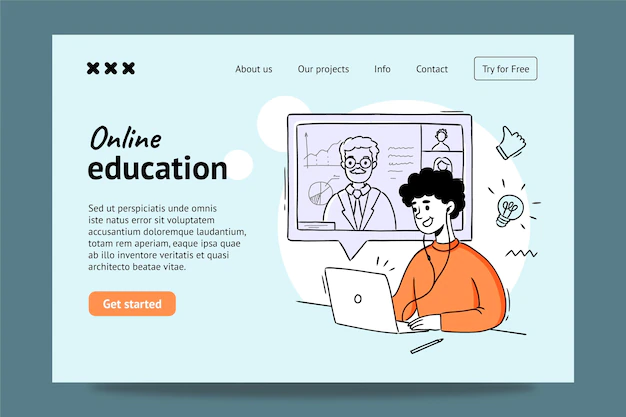 xxx
About us
Our projects
Info
Contact
Try for Free
Online
education
Sed ut perspiciatis unde omnis
iste natus error sit voluptatem
accusantium doloremque laudantium,
totam rem aperiam, eaque ipsa quae
ab illo inventore veritatis et quasi
architecto beatae vitae.
Get started